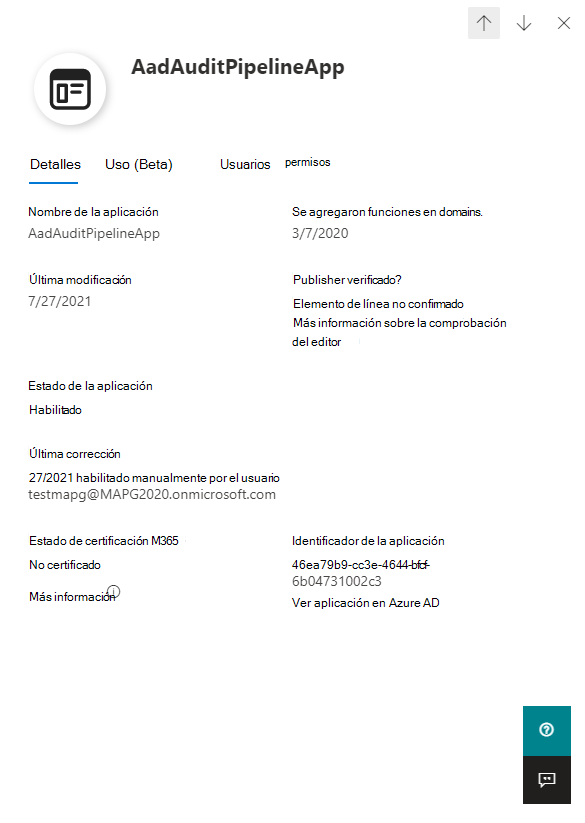 AadAuditPipelineApp
Detalles Uso (Beta) Usuarios permisos
Nombre de la aplicación
AadAuditPipelineApp
Se agregaron funciones en domains.
3/7/2020
Última modificación
7/27/2021
Publisher verificado?
Elemento de línea no confirmado
Más información sobre la comprobación
del editor
Estado de la aplicación
Habilitado
Última corrección
27/2021 habilitado manualmente por el usuario
testmapg@MAPG2020.onmicrosoft.com
Estado de certificación M365
No certificado
Más información
Identificador de la aplicación
46ea79b9-cc3e-4644-bfcf-
6b04731002c3
Ver aplicación en Azure AD